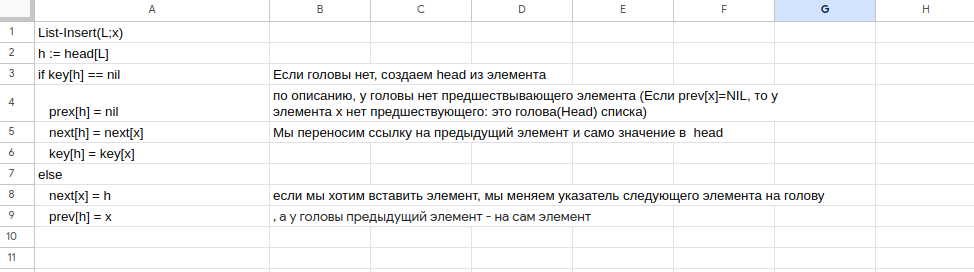 A B C D E F G H
1 List-Insert(L;x)
2 h := head[L]
3 if key[h] == nil Если головы нет, создаем head из элемента
по описанию, у головы нет предшествывающего элемента (Если prev[x]=NIL, то у
4 prex[h] = nil элемента x нет предшествующего: это голова(Head) списка)
5 next[h] = next[x] Мы переносим ссылку на предыдущий элемент и само значение в head
6 key[h] = key[x]
7 else
8 next[x] = h если мы хотим вставить элемент, мы меняем указатель следующего элемента на голову
9 prev[h] = x , а у головы предыдущий элемент - на сам элемент
10
11